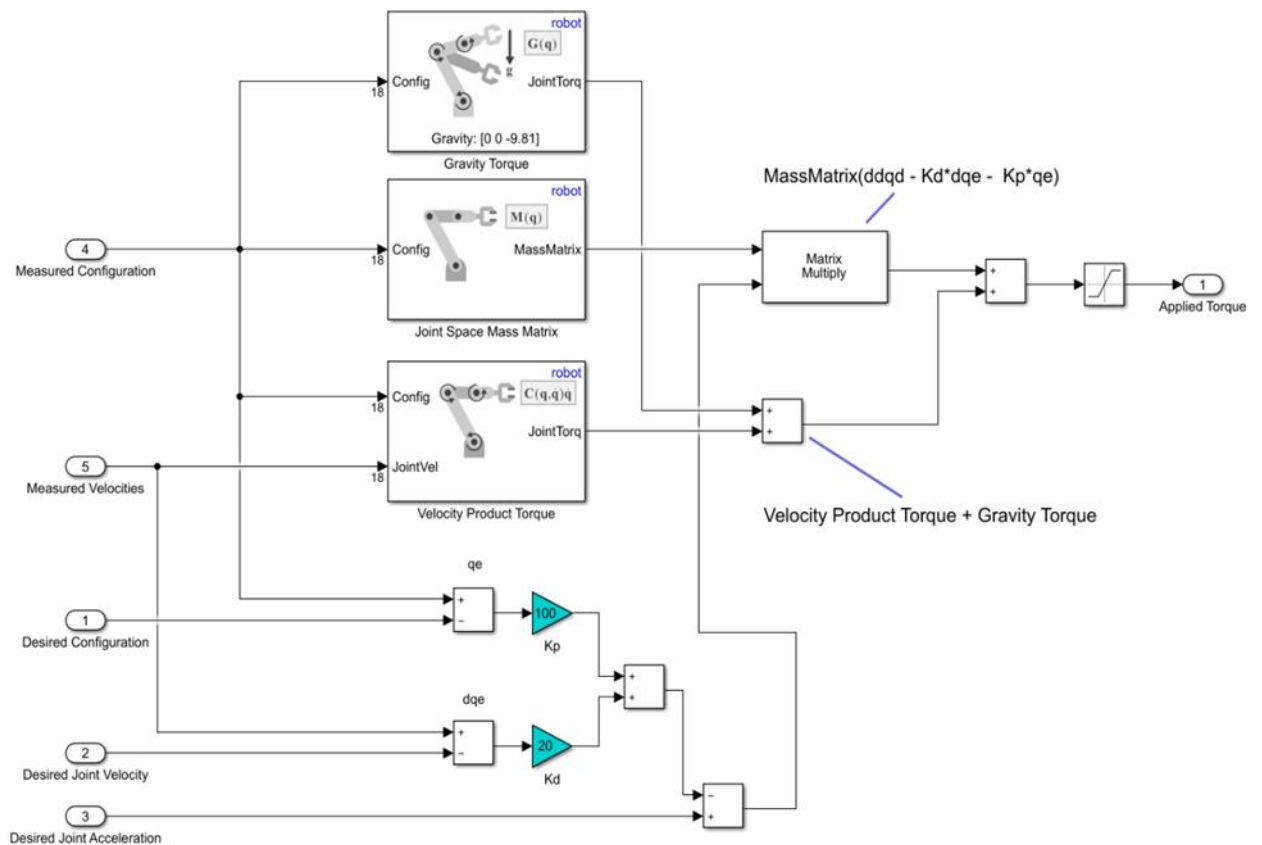 robot
G(q)
g
Config
JointTorq
18
Gravity: [0 0 -9.81]
Gravity Torque
MassMatrix(ddqd - Kd*dqe - Kp*qe)
robot
M(q)
4
Config
MassMatrix
18
Measured Configuration
Matrix
Multiply
+
+
1
Applied Torque
Joint Space Mass Matrix
robot
Config
C(q,q̇)q̇
18
JointTorq
+
+
5
JointVel
18
Measured Velocities
Velocity Product Torque
Velocity Product Torque + Gravity Torque
qe
+
−
100
Kp
1
Desired Configuration
+
+
dqe
+
−
20
Kd
2
Desired Joint Velocity
−
+
3
Desired Joint Acceleration